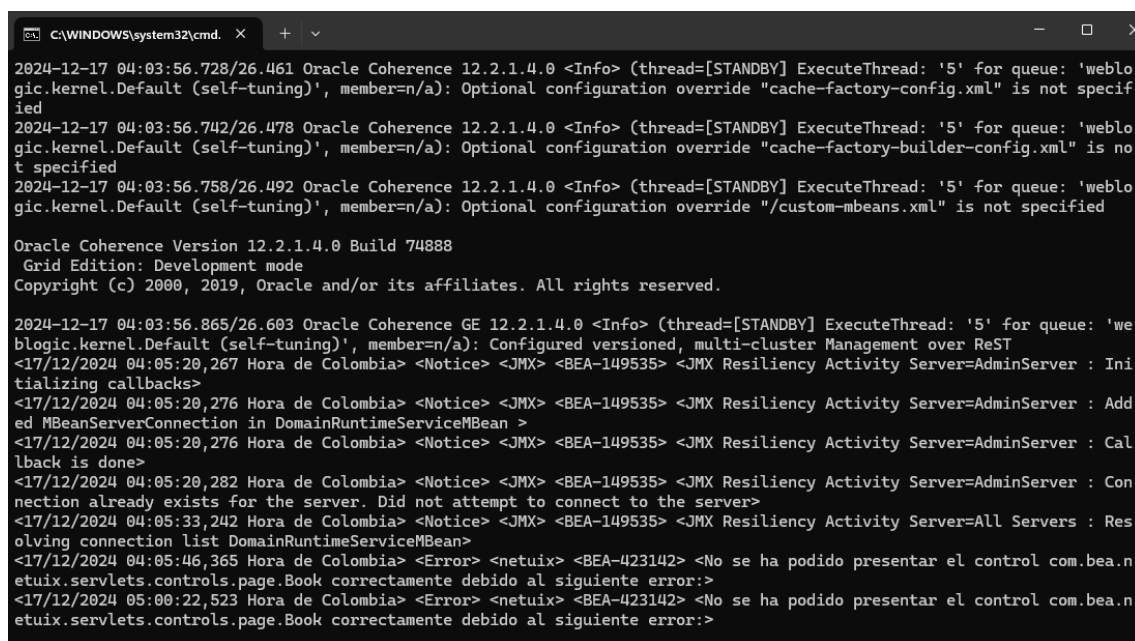 C:\WINDOWS\system32\cmd.
2024-12-17 04:03:56.728/26.461 Oracle Coherence 12.2.1.4.0 <Info> (thread=[STANDBY] ExecuteThread: '5' for queue: 'weblo
gic.kernel.Default (self-tuning)', member=n/a): Optional configuration override "cache-factory-config.xml" is not specif
ied
2024-12-17 04:03:56.742/26.478 Oracle Coherence 12.2.1.4.0 <Info> (thread=[STANDBY] ExecuteThread: '5' for queue: 'weblo
gic.kernel.Default (self-tuning)', member=n/a): Optional configuration override "cache-factory-builder-config.xml" is no
t specified
2024-12-17 04:03:56.758/26.492 Oracle Coherence 12.2.1.4.0 <Info> (thread=[STANDBY] ExecuteThread: '5' for queue: 'weblo
gic.kernel.Default (self-tuning)', member=n/a): Optional configuration override "/custom-mbeans.xml" is not specified
Oracle Coherence Version 12.2.1.4.0 Build 74888
Grid Edition: Development mode
Copyright (c) 2000, 2019, Oracle and/or its affiliates. All rights reserved.
2024-12-17 04:03:56.865/26.603 Oracle Coherence GE 12.2.1.4.0 <Info> (thread=[STANDBY] ExecuteThread: '5' for queue: 'we
blogic.kernel.Default (self-tuning)', member=n/a): Configured versioned, multi-cluster Management over ReST
<17/12/2024 04:05:20,267 Hora de Colombia> <Notice> <JMX> <BEA-149535> <JMX Resiliency Activity Server=AdminServer : Ini
tializing callbacks>
<17/12/2024 04:05:20,276 Hora de Colombia> <Notice> <JMX> <BEA-149535> <JMX Resiliency Activity Server=AdminServer : Add
ed MBeanServerConnection in DomainRuntimeServiceMBean >
<17/12/2024 04:05:20,276 Hora de Colombia> <Notice> <JMX> <BEA-149535> <JMX Resiliency Activity Server=AdminServer : Cal
lback is done>
<17/12/2024 04:05:20,282 Hora de Colombia> <Notice> <JMX> <BEA-149535> <JMX Resiliency Activity Server=AdminServer : Con
nection already exists for the server. Did not attempt to connect to the server>
<17/12/2024 04:05:33,242 Hora de Colombia> <Notice> <JMX> <BEA-149535> <JMX Resiliency Activity Server=All Servers : Res
olving connection list DomainRuntimeServiceMBean>
<17/12/2024 04:05:46,365 Hora de Colombia> <Error> <netuix> <BEA-423142> <No se ha podido presentar el control com.bea.n
etuix.servlets.controls.page.Book correctamente debido al siguiente error:>
<17/12/2024 05:00:22,523 Hora de Colombia> <Error> <netuix> <BEA-423142> <No se ha podido presentar el control com.bea.n
etuix.servlets.controls.page.Book correctamente debido al siguiente error:>